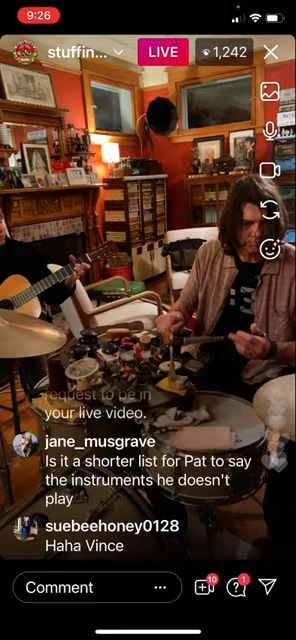 9:26
stuffin...
LIVE
1,242
request to be in
your live video.
jane_musgrave
Is it a shorter list for Pat to say
the instruments he doesn't
play
suebeehoney0128
Haha Vince
Comment
10
1